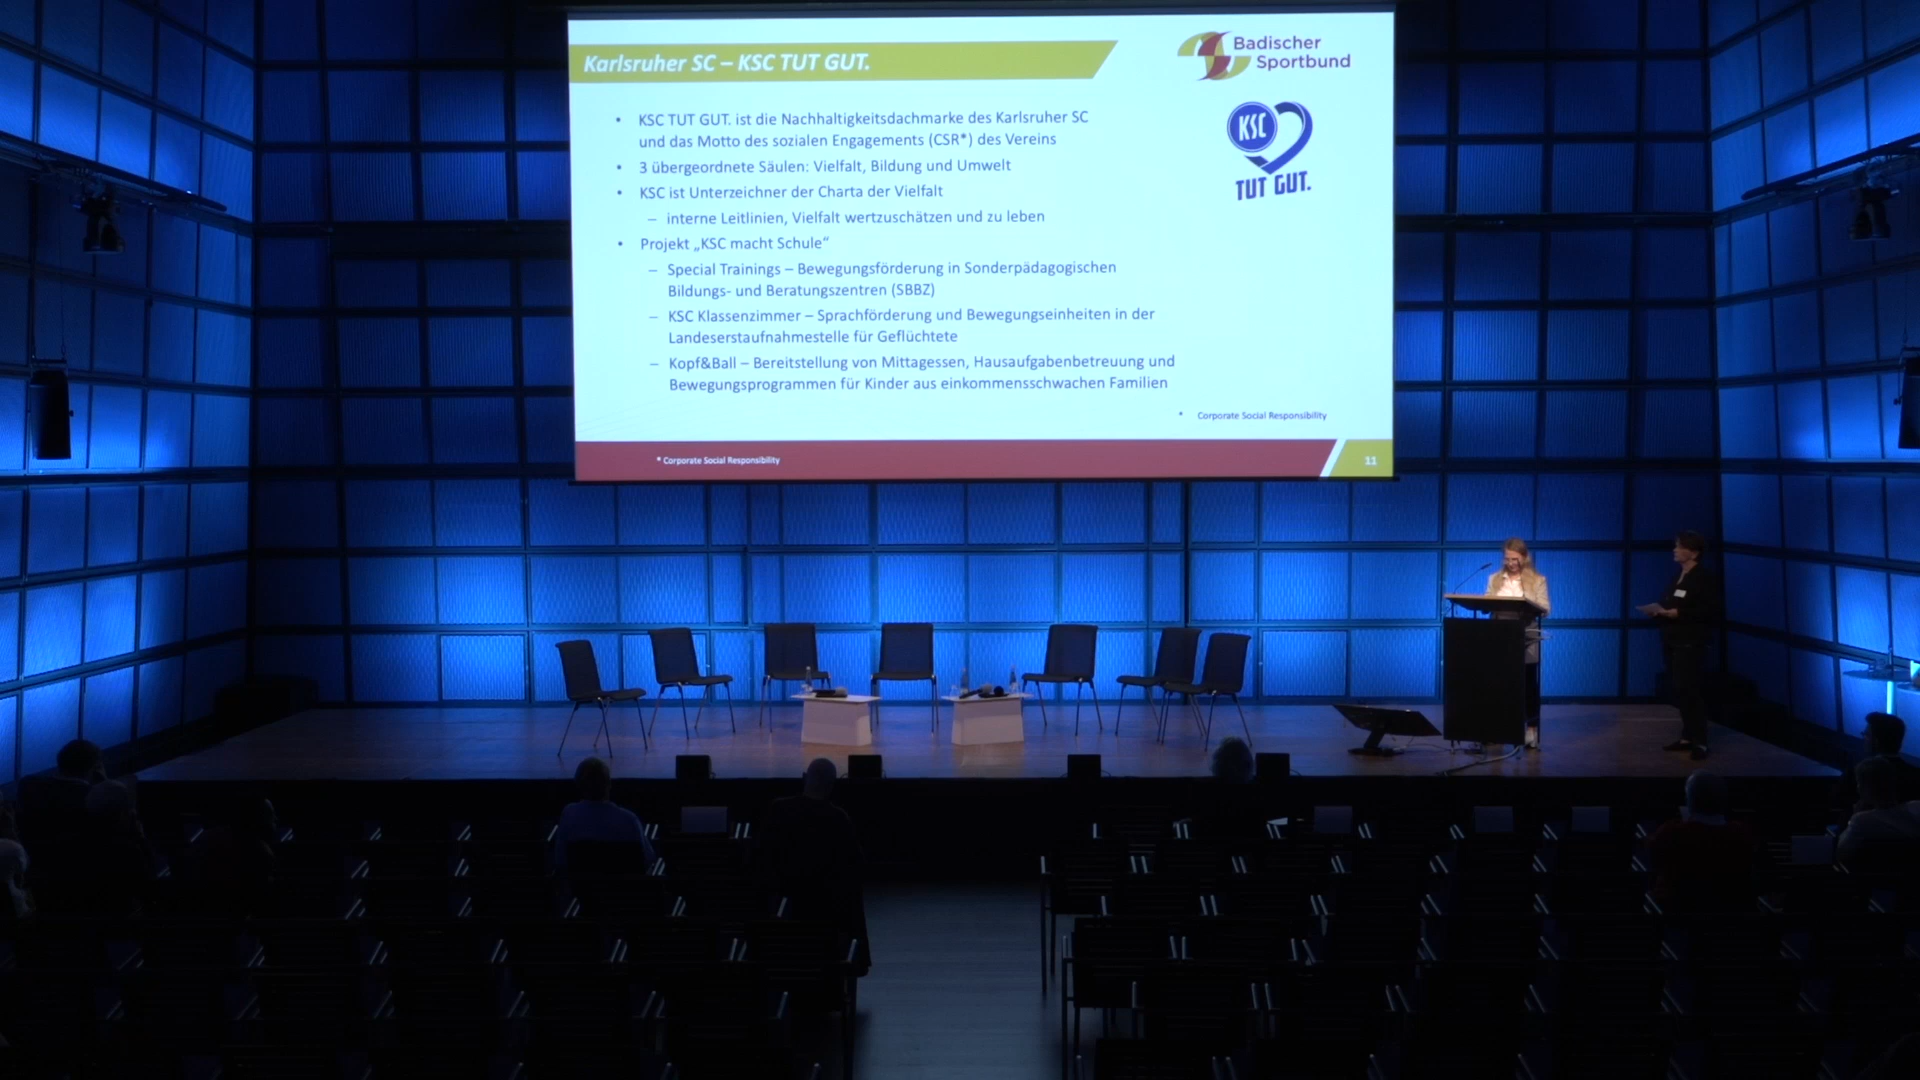 Karlsruher SC – KSC TUT GUT.
Badischer
Sportbund
KSC
TUT GUT.
• KSC TUT GUT. ist die Nachhaltigkeitsdachmarke des Karlsruher SC
und das Motto des sozialen Engagements (CSR*) des Vereins
• 3 übergeordnete Säulen: Vielfalt, Bildung und Umwelt
• KSC ist Unterzeichner der Charta der Vielfalt
– interne Leitlinien, Vielfalt wertzuschätzen und zu leben
• Projekt „KSC macht Schule“
– Special Trainings – Bewegungsförderung in Sonderpädagogischen
Bildungs- und Beratungszentren (SBBZ)
– KSC Klassenzimmer – Sprachförderung und Bewegungseinheiten in der
Landeserstaufnahmestelle für Geflüchtete
– Kopf&Ball – Bereitstellung von Mittagessen, Hausaufgabenbetreuung und
Bewegungsprogrammen für Kinder aus einkommensschwachen Familien
* Corporate Social Responsibility
* Corporate Social Responsibility
11